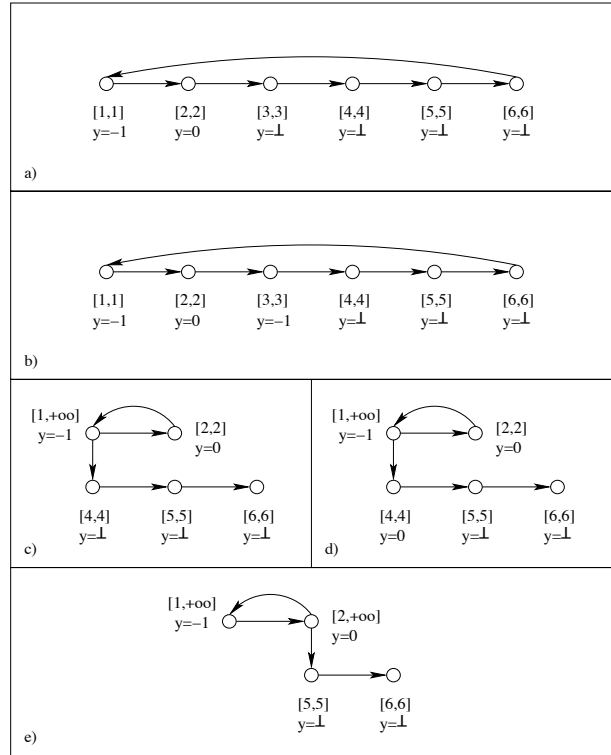 [1,1] [2,2] [3,3] [4,4] [5,5] [6,6]
y=−1 y=0 y=⊥ y=⊥ y=⊥ y=⊥
a)
[1,1] [2,2] [3,3] [4,4] [5,5] [6,6]
y=−1 y=0 y=−1 y=⊥ y=⊥ y=⊥
b)
[1,+oo] [2,2]
y=−1 y=0
[4,4] [5,5] [6,6]
y=⊥ y=⊥ y=⊥
c)
[1,+oo] [2,2]
y=−1 y=0
[4,4] [5,5] [6,6]
y=0 y=⊥ y=⊥
d)
[1,+oo] [2,+oo]
y=−1 y=0
[5,5] [6,6]
y=⊥ y=⊥
e)